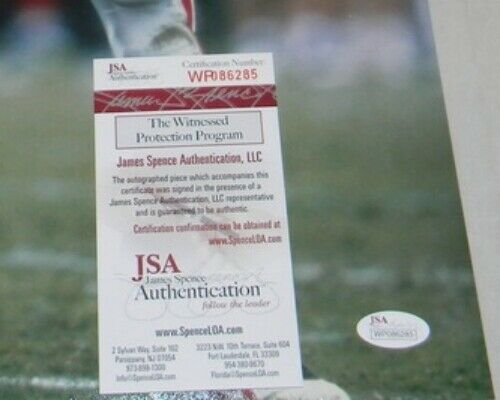 JSA
Authentication
Certification Number
WP086285
The Witnessed
Protection Program
James Spence Authentication, LLC
The autographed piece which accompanies this
certificate was signed in the presence of a
James Spence Authentication, LLC representative
and is guaranteed to be authentic.
Certification confirmation can be obtained at
www.SpenceLOA.com
JSA
James Spence
Authentication
follow the leader
www.SpenceLOA.com
2 Sylvan Way, Suite 102
Parsippany, NJ 07054
973-898-1300
Info@SpenceLOA.com
3223 N.W. 10th Terrace, Suite 604
Fort Lauderdale, FL 33309
954-380-8670
Florida@SpenceLOA.com
JSA
WP086285